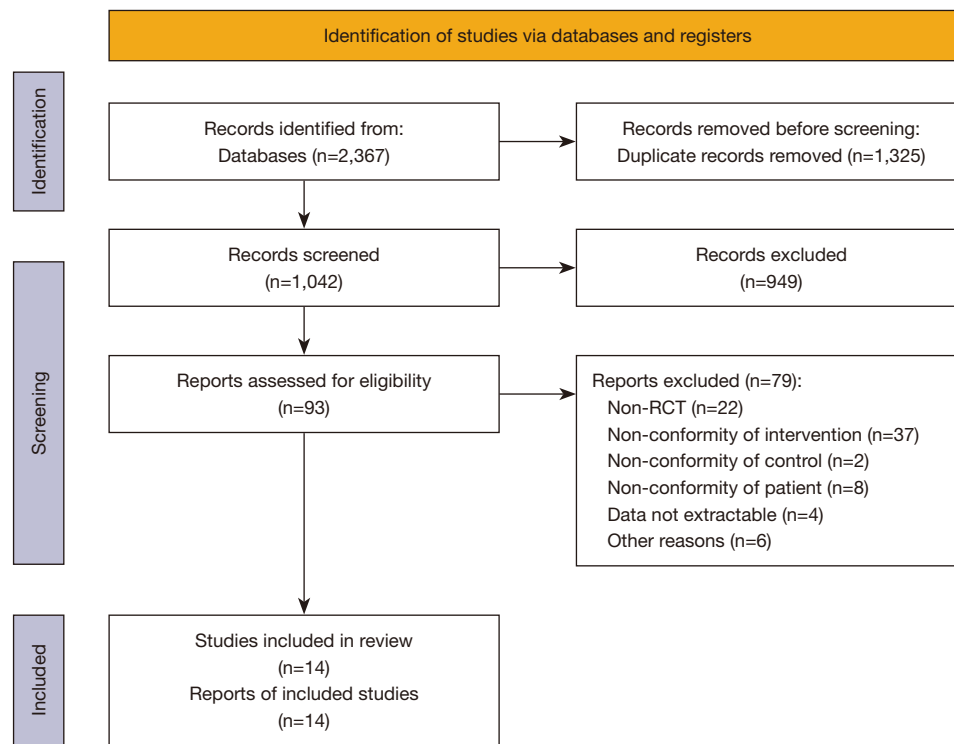 Identification of studies via databases and registers
Identification
Records identified from:
Databases (n=2,367)
Records removed before screening:
Duplicate records removed (n=1,325)
Screening
Records screened
(n=1,042)
Records excluded
(n=949)
Reports assessed for eligibility
(n=93)
Reports excluded (n=79):
Non-RCT (n=22)
Non-conformity of intervention (n=37)
Non-conformity of control (n=2)
Non-conformity of patient (n=8)
Data not extractable (n=4)
Other reasons (n=6)
Included
Studies included in review
(n=14)
Reports of included studies
(n=14)